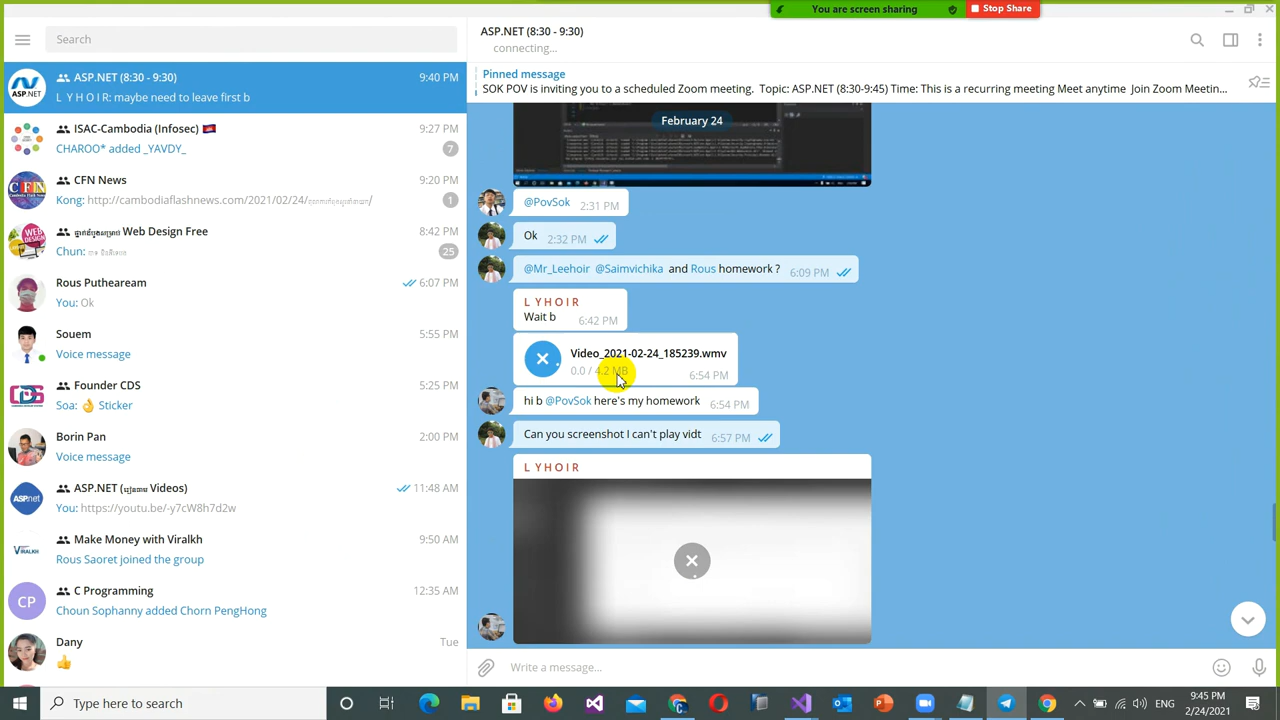 You are screen sharing
Stop Share
Search
ASP.NET (8:30 - 9:30)
9:40 PM
L Y H O I R: maybe need to leave first b
ISAC-Cambodia (Infosec) 🇰🇭
9:27 PM
CHAROO* added _YAVDY_
7
CFN News
9:20 PM
Kong: http://cambodiaflashnews.com/2021/02/24/
1
Web Design Free
8:42 PM
Chun:
25
Rous Putheaream
6:07 PM
You: Ok
Souem
5:55 PM
Voice message
Founder CDS
5:25 PM
Soa: 👌 Sticker
Borin Pan
2:00 PM
Voice message
ASP.NET ( Videos)
11:48 AM
You: https://youtu.be/-y7cW8h7d2w
Make Money with Viralkh
9:50 AM
Rous Saoret joined the group
C Programming
12:35 AM
Choun Sophanny added Chorn PengHong
CP
Dany
Tue
👍
ASP.NET (8:30 - 9:30)
connecting...
Pinned message
SOK POV is inviting you to a scheduled Zoom meeting. Topic: ASP.NET (8:30-9:45) Time: This is a recurring meeting Meet anytime Join Zoom Meetin...
February 24
@PovSok 2:31 PM
Ok 2:32 PM
@Mr_Leehoir @Saimvichika and Rous homework ? 6:09 PM
L Y H O I R
Wait b 6:42 PM
Video_2021-02-24_185239.wmv
0.0 / 4.2 MB 6:54 PM
hi b @PovSok here's my homework 6:54 PM
Can you screenshot I can't play vidt 6:57 PM
L Y H O I R
Write a message...
Type here to search
ENG
9:45 PM
2/24/2021